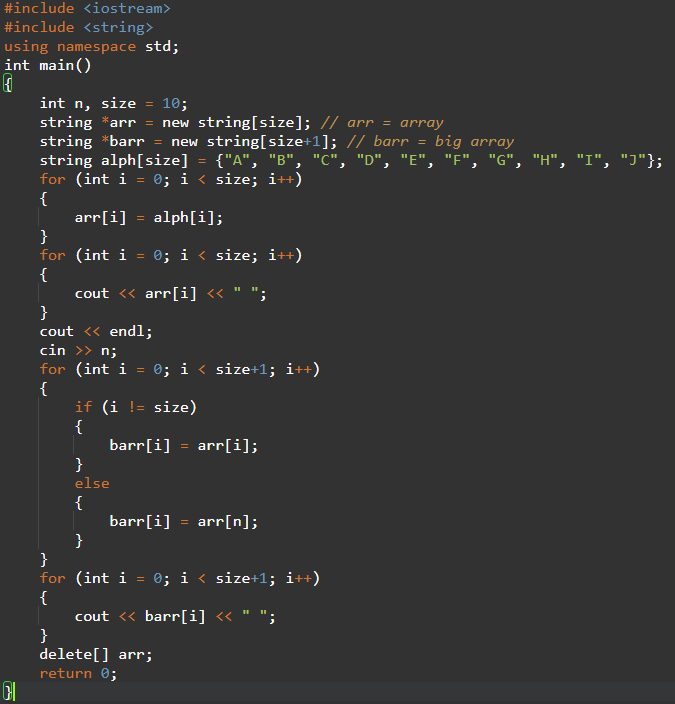 #include <iostream>
#include <string>
using namespace std;
int main()
{
    int n, size = 10;
    string *arr = new string[size]; // arr = array
    string *barr = new string[size+1]; // barr = big array
    string alph[size] = {"A", "B", "C", "D", "E", "F", "G", "H", "I", "J"};
    for (int i = 0; i < size; i++)
    {
        arr[i] = alph[i];
    }
    for (int i = 0; i < size; i++)
    {
        cout << arr[i] << " ";
    }
    cout << endl;
    cin >> n;
    for (int i = 0; i < size+1; i++)
    {
        if (i != size)
        {
            barr[i] = arr[i];
        }
        else
        {
            barr[i] = arr[n];
        }
    }
    for (int i = 0; i < size+1; i++)
    {
        cout << barr[i] << " ";
    }
    delete[] arr;
    return 0;
}